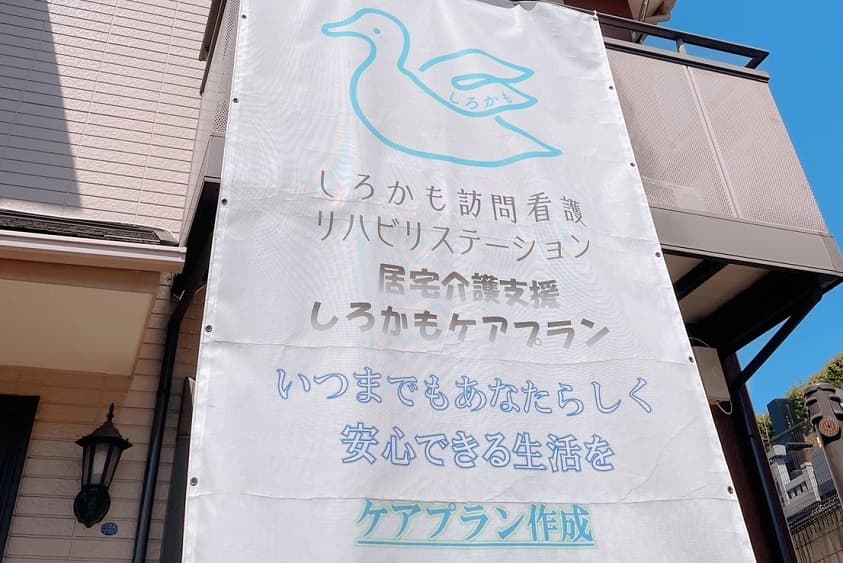 しろかも
しろかも訪問看護
リハビリステーション
居宅介護支援
しろかもケアプラン
いつまでもあなたらしく
安心できる生活を
ケアプラン作成